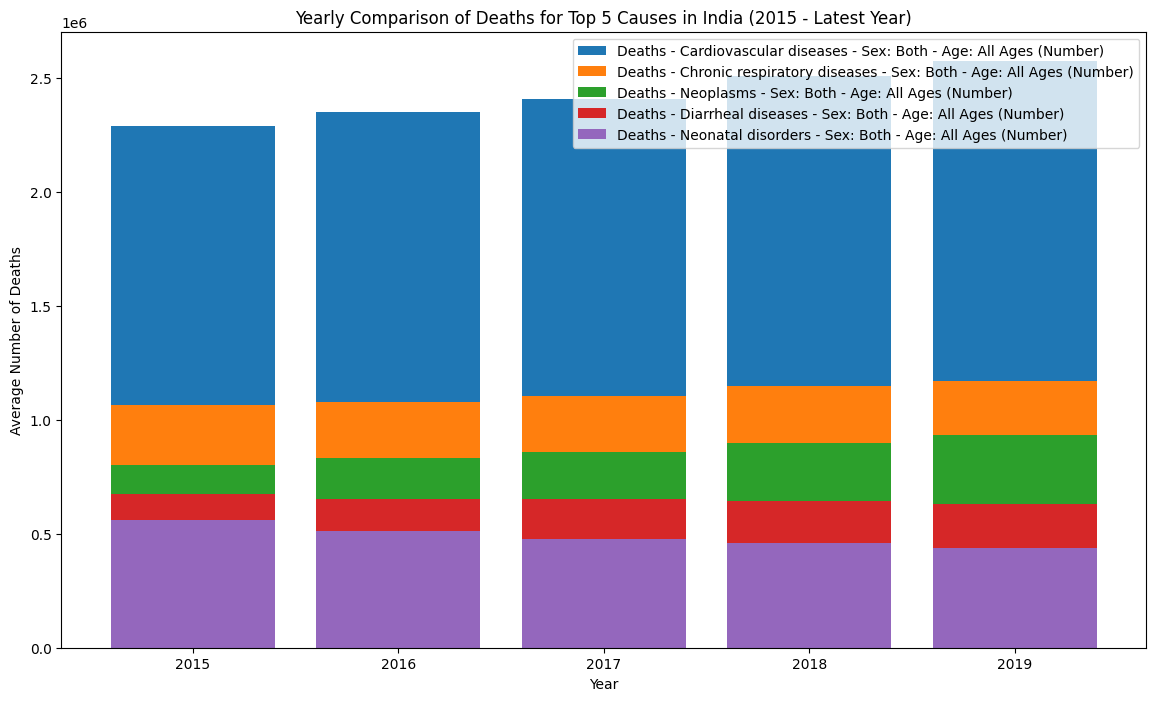 Yearly Comparison of Deaths for Top 5 Causes in India (2015 - Latest Year)
1e6
Deaths - Cardiovascular diseases - Sex: Both - Age: All Ages (Number)
Deaths - Chronic respiratory diseases - Sex: Both - Age: All Ages (Number)
Deaths - Neoplasms - Sex: Both - Age: All Ages (Number)
Deaths - Diarrheal diseases - Sex: Both - Age: All Ages (Number)
Deaths - Neonatal disorders - Sex: Both - Age: All Ages (Number)
Average Number of Deaths
2.5
2.0
1.5
1.0
0.5
0.0
2015 2016 2017 2018 2019
Year